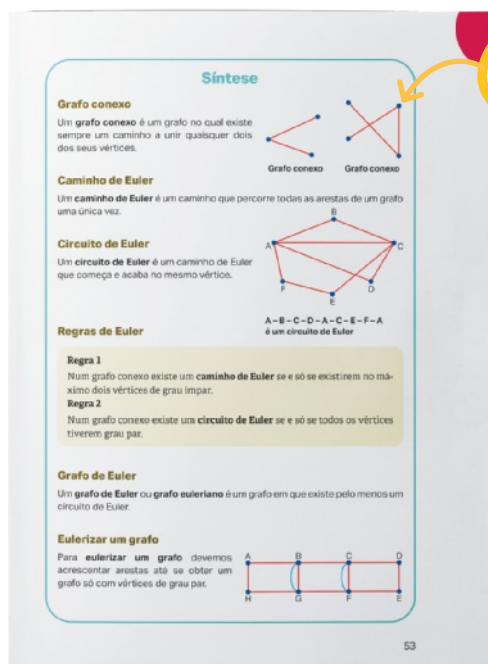 Síntese
Grafo conexo
Um grafo conexo é um grafo no qual existe
sempre um caminho a unir quaisquer dois
dos seus vértices.
Grafo conexo
Grafo conexo
Caminho de Euler
Um caminho de Euler é um caminho que percorre todas as arestas de um grafo
uma única vez.
B
A
C
F
D
E
Circuito de Euler
Um circuito de Euler é um caminho de Euler
que começa e acaba no mesmo vértice.
A – B – C – D – A – C – E – F – A
é um circuito de Euler
Regras de Euler
Regra 1
Num grafo conexo existe um caminho de Euler se e só se existirem no má-
ximo dois vértices de grau ímpar.
Regra 2
Num grafo conexo existe um circuito de Euler se e só se todos os vértices
tiverem grau par.
Grafo de Euler
Um grafo de Euler ou grafo euleriano é um grafo em que existe pelo menos um
circuito de Euler.
Eulerizar um grafo
Para eulerizar um grafo devemos
acrescentar arestas até se obter um
grafo só com vértices de grau par.
A B C D
H G F E
53